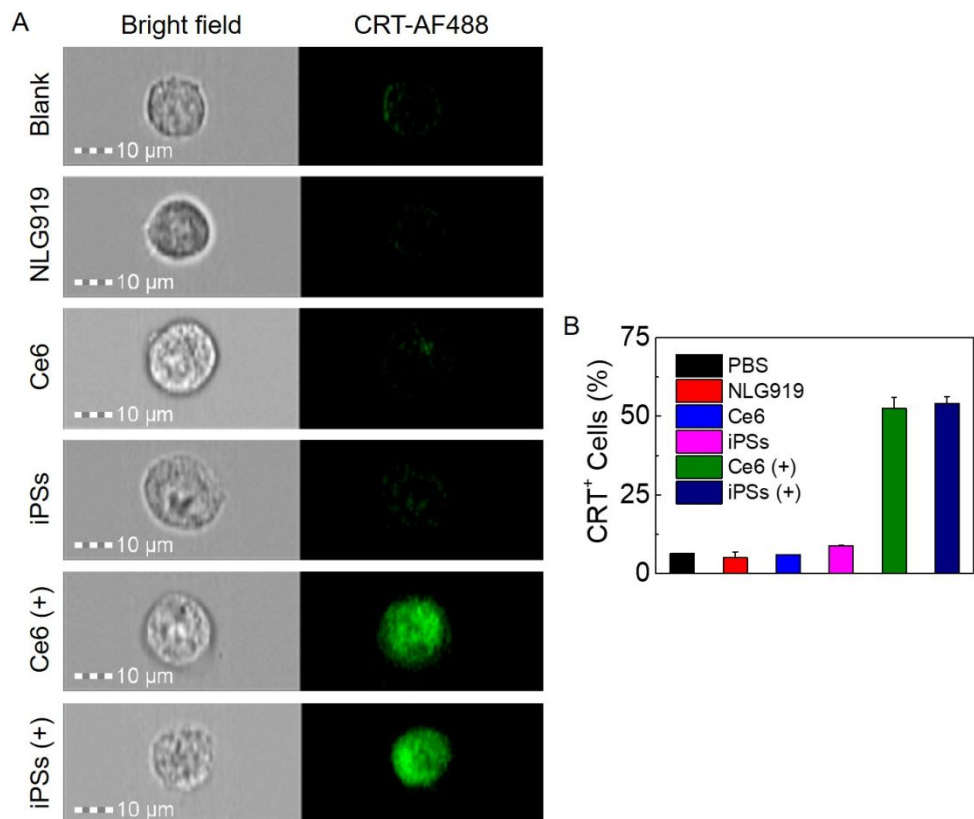 A
Bright field CRT-AF488
Blank
10 µm
NLG919
10 µm
Ce6
10 µm
iPSs
10 µm
Ce6 (+)
10 µm
iPSs (+)
10 µm
B
CRT⁺ Cells (%)
75
50
25
0
PBS
NLG919
Ce6
iPSs
Ce6 (+)
iPSs (+)